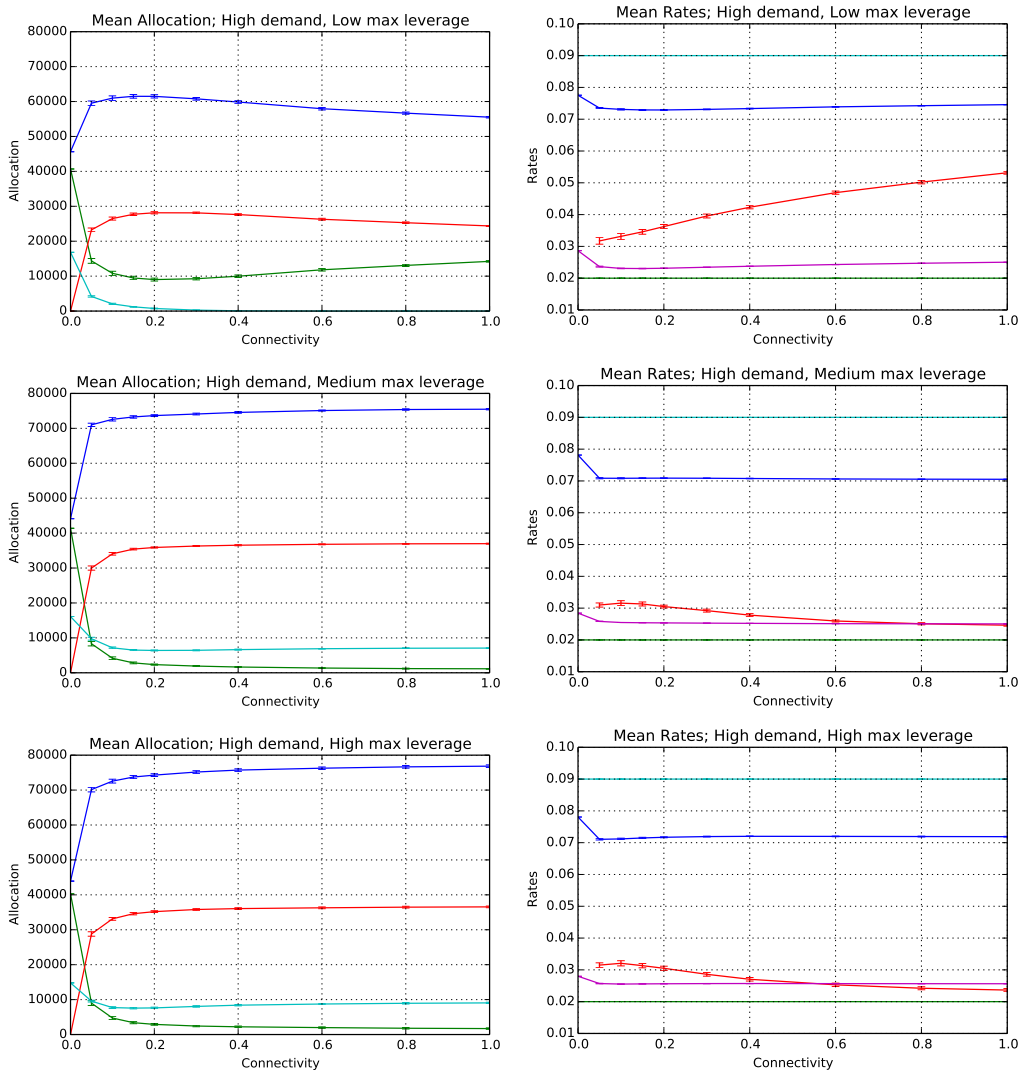 Mean Allocation; High demand, Low max leverage
80000
70000
60000
50000
40000
30000
20000
10000
0
Allocation
0.0 0.2 0.4 0.6 0.8 1.0
Connectivity
Mean Rates; High demand, Low max leverage
0.10
0.09
0.08
0.07
0.06
0.05
0.04
0.03
0.02
0.01
Rates
0.0 0.2 0.4 0.6 0.8 1.0
Connectivity
Mean Allocation; High demand, Medium max leverage
80000
70000
60000
50000
40000
30000
20000
10000
0
Allocation
0.0 0.2 0.4 0.6 0.8 1.0
Connectivity
Mean Rates; High demand, Medium max leverage
0.10
0.09
0.08
0.07
0.06
0.05
0.04
0.03
0.02
0.01
Rates
0.0 0.2 0.4 0.6 0.8 1.0
Connectivity
Mean Allocation; High demand, High max leverage
80000
70000
60000
50000
40000
30000
20000
10000
0
Allocation
0.0 0.2 0.4 0.6 0.8 1.0
Connectivity
Mean Rates; High demand, High max leverage
0.10
0.09
0.08
0.07
0.06
0.05
0.04
0.03
0.02
0.01
Rates
0.0 0.2 0.4 0.6 0.8 1.0
Connectivity